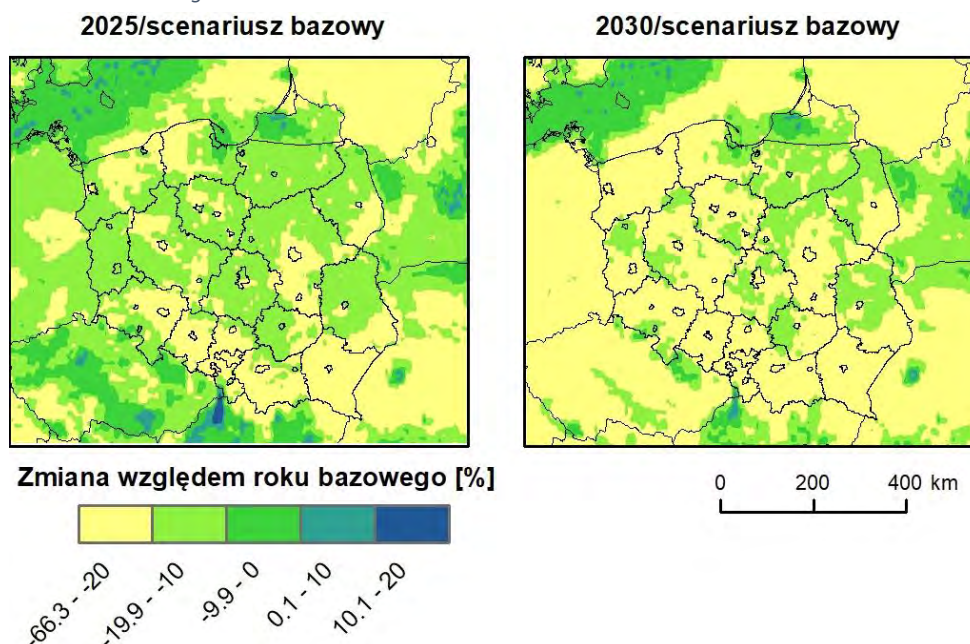 2025/scenariusz bazowy
2030/scenariusz bazowy
Zmiana względem roku bazowego [%]
0 200 400 km
-66.3 - -20
-19.9 - -10
-9.9 - 0
0.1 - 10
10.1 - 20